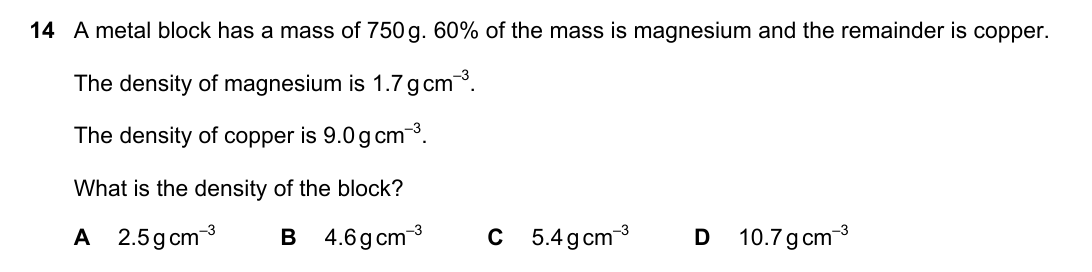 14 A metal block has a mass of 750 g. 60% of the mass is magnesium and the remainder is copper.
The density of magnesium is 1.7 g cm⁻³.
The density of copper is 9.0 g cm⁻³.
What is the density of the block?
A 2.5 g cm⁻³ B 4.6 g cm⁻³ C 5.4 g cm⁻³ D 10.7 g cm⁻³